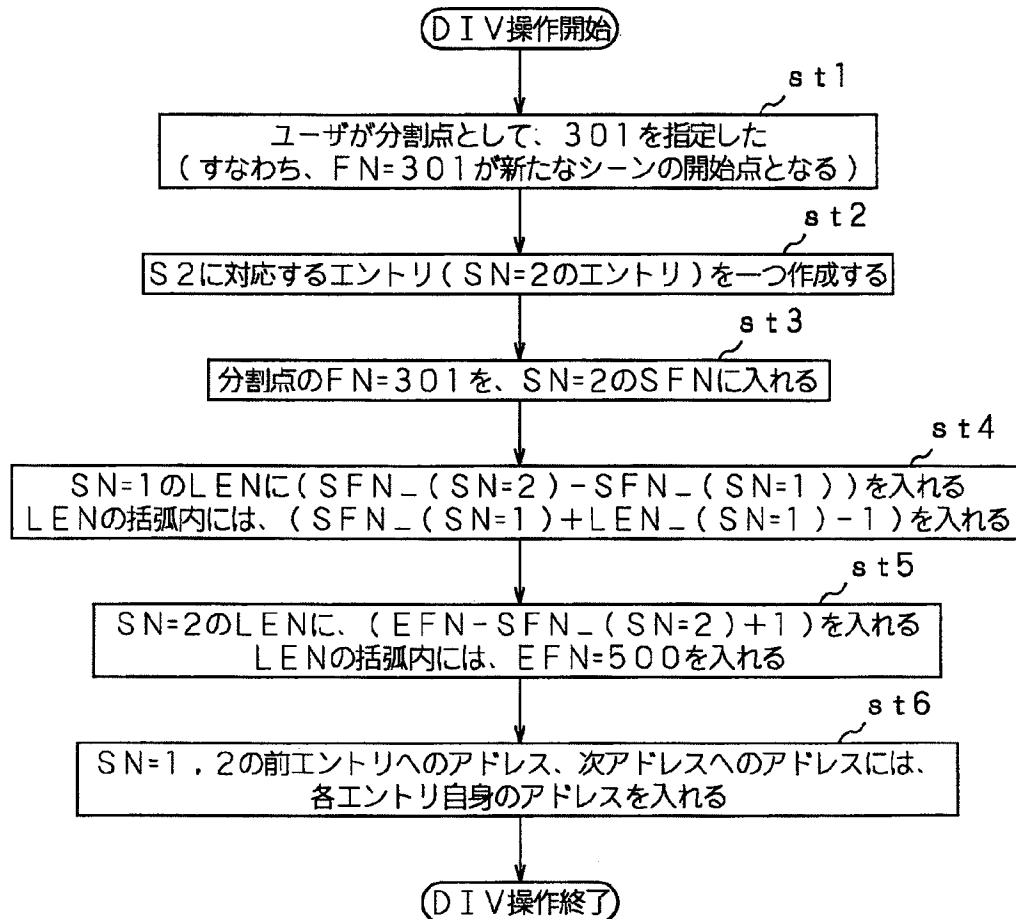 DIV操作開始
st1
ユーザが分割点として、301を指定した
(すなわち、FN=301が新たなシーンの開始点となる)
st2
S2に対応するエントリ(SN=2のエントリ)を一つ作成する
st3
分割点のFN=301を、SN=2のSFNに入れる
st4
SN=1のLENに(SFN_(SN=2)-SFN_(SN=1))を入れる
LENの括弧内には、(SFN_(SN=1)+LEN_(SN=1)-1)を入れる
st5
SN=2のLENに、(EFN-SFN_(SN=2)+1)を入れる
LENの括弧内には、EFN=500を入れる
st6
SN=1，2の前エントリへのアドレス、次アドレスへのアドレスには、
各エントリ自身のアドレスを入れる
DIV操作終了